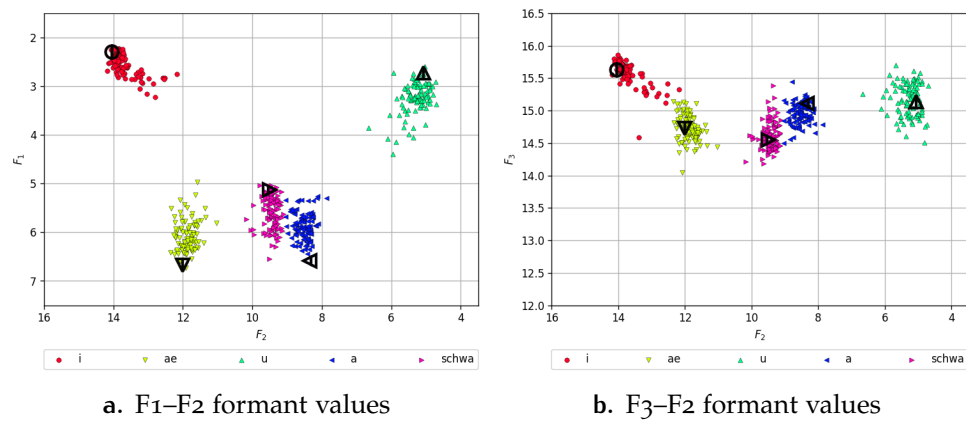 2
3
4
5
6
7
F1
16
14
12
10
8
6
4
F2
i
ae
u
a
schwa
a. F1–F2 formant values
16.5
16.0
15.5
15.0
14.5
14.0
13.5
13.0
12.5
12.0
F3
16
14
12
10
8
6
4
F2
i
ae
u
a
schwa
b. F3–F2 formant values